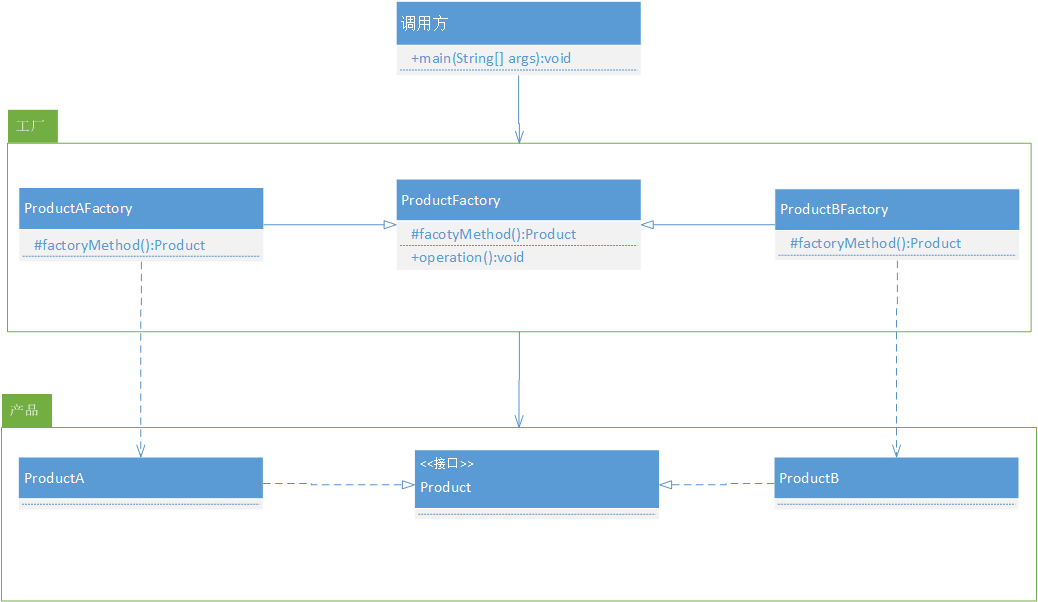 调用方
+main(String[] args):void
工厂
ProductAFactory
#factoryMethod():Product
ProductFactory
#facotyMethod():Product
+operation():void
ProductBFactory
#factoryMethod():Product
产品
ProductA
<<接口>>
Product
ProductB